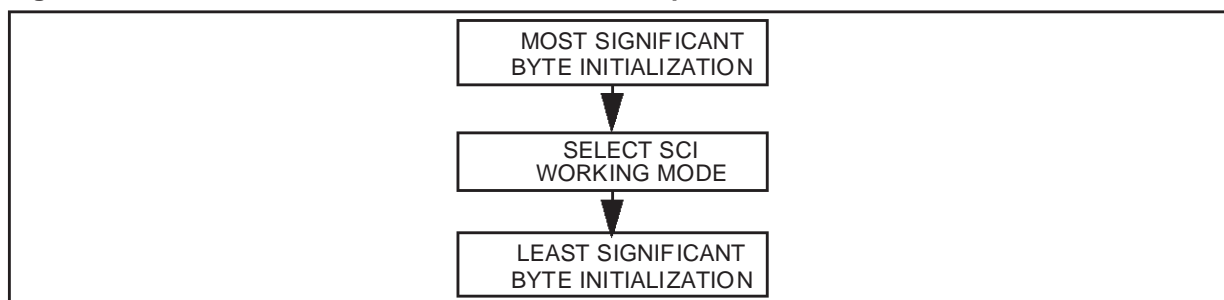 MOST SIGNIFICANT
BYTE INITIALIZATION
SELECT SCI
WORKING MODE
LEAST SIGNIFICANT
BYTE INITIALIZATION